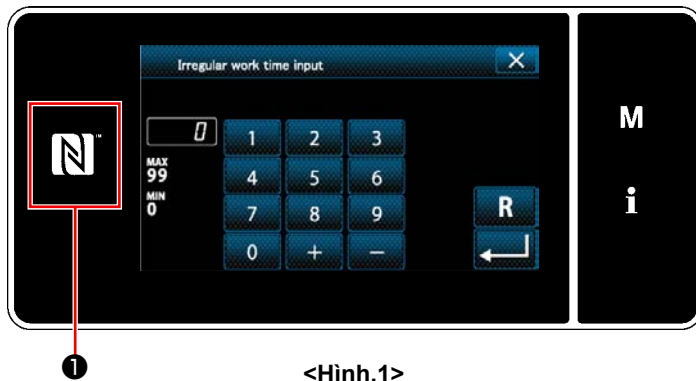 Irregular work time input
X
0
1 2 3
MAX
99
4 5 6
MIN
0
7 8 9
R
0 + −
M
i
N™
❶
<Hình.1>